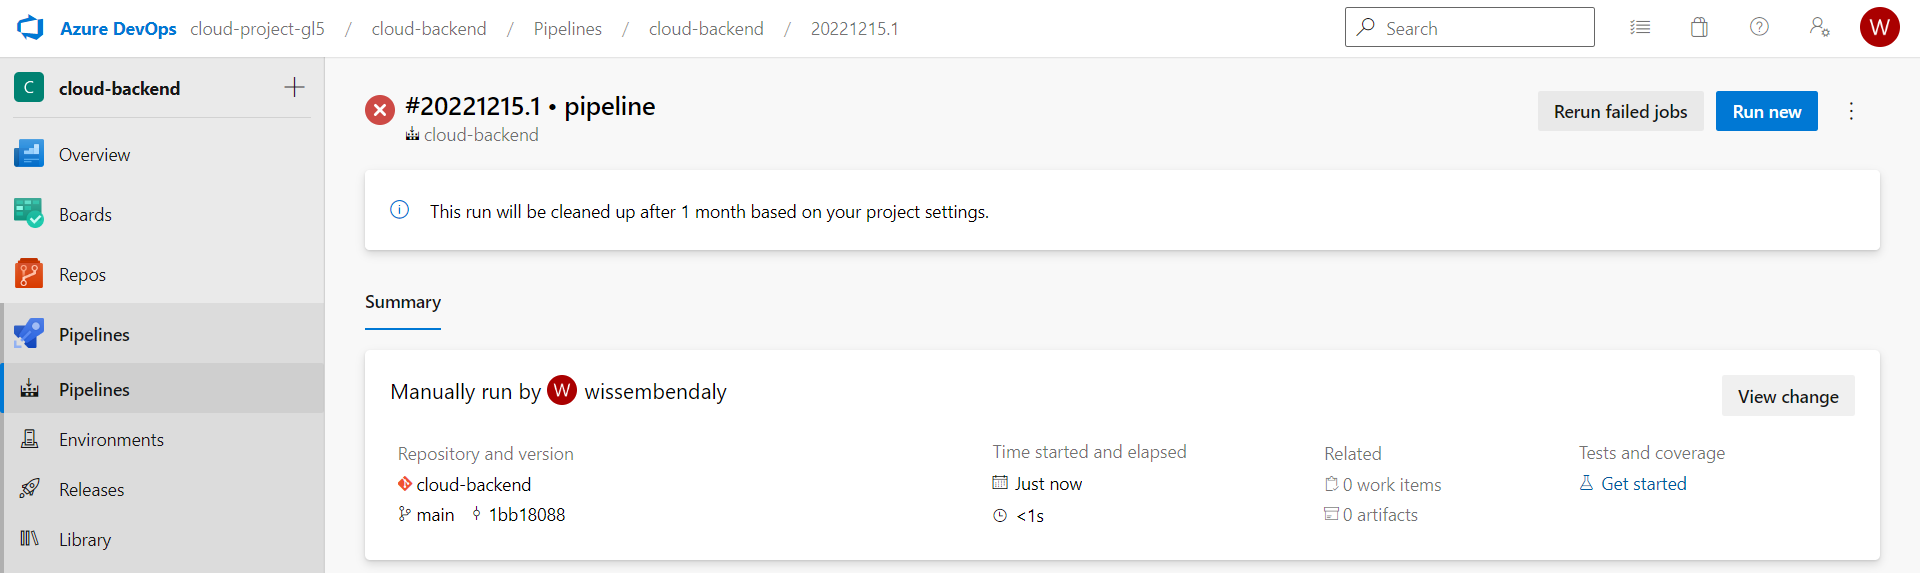 Azure DevOps cloud-project-gl5 / cloud-backend / Pipelines / cloud-backend / 20221215.1
Search
W
C cloud-backend
Overview
Boards
Repos
Pipelines
Pipelines
Environments
Releases
Library
#20221215.1 • pipeline
cloud-backend
Rerun failed jobs
Run new
This run will be cleaned up after 1 month based on your project settings.
Summary
Manually run by W wissembendaly
View change
Repository and version
cloud-backend
main 1bb18088
Time started and elapsed
Just now
<1s
Related
0 work items
0 artifacts
Tests and coverage
Get started